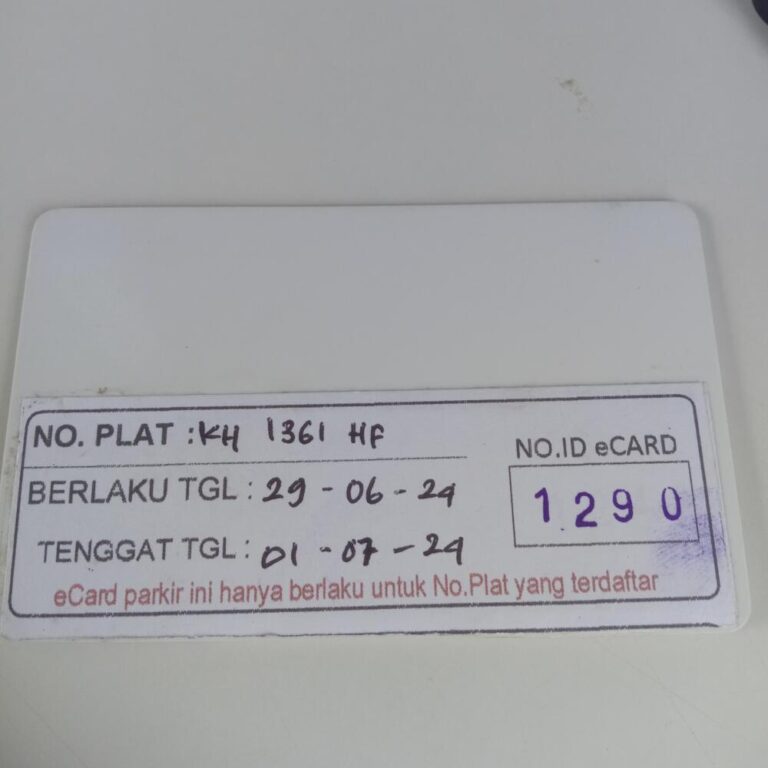 NO. PLAT : KH 1361 HF
BERLAKU TGL : 29 - 06 - 24
TENGGAT TGL : 01 - 07 - 24
NO.ID eCARD
1290
eCard parkir ini hanya berlaku untuk No.Plat yang terdaftar